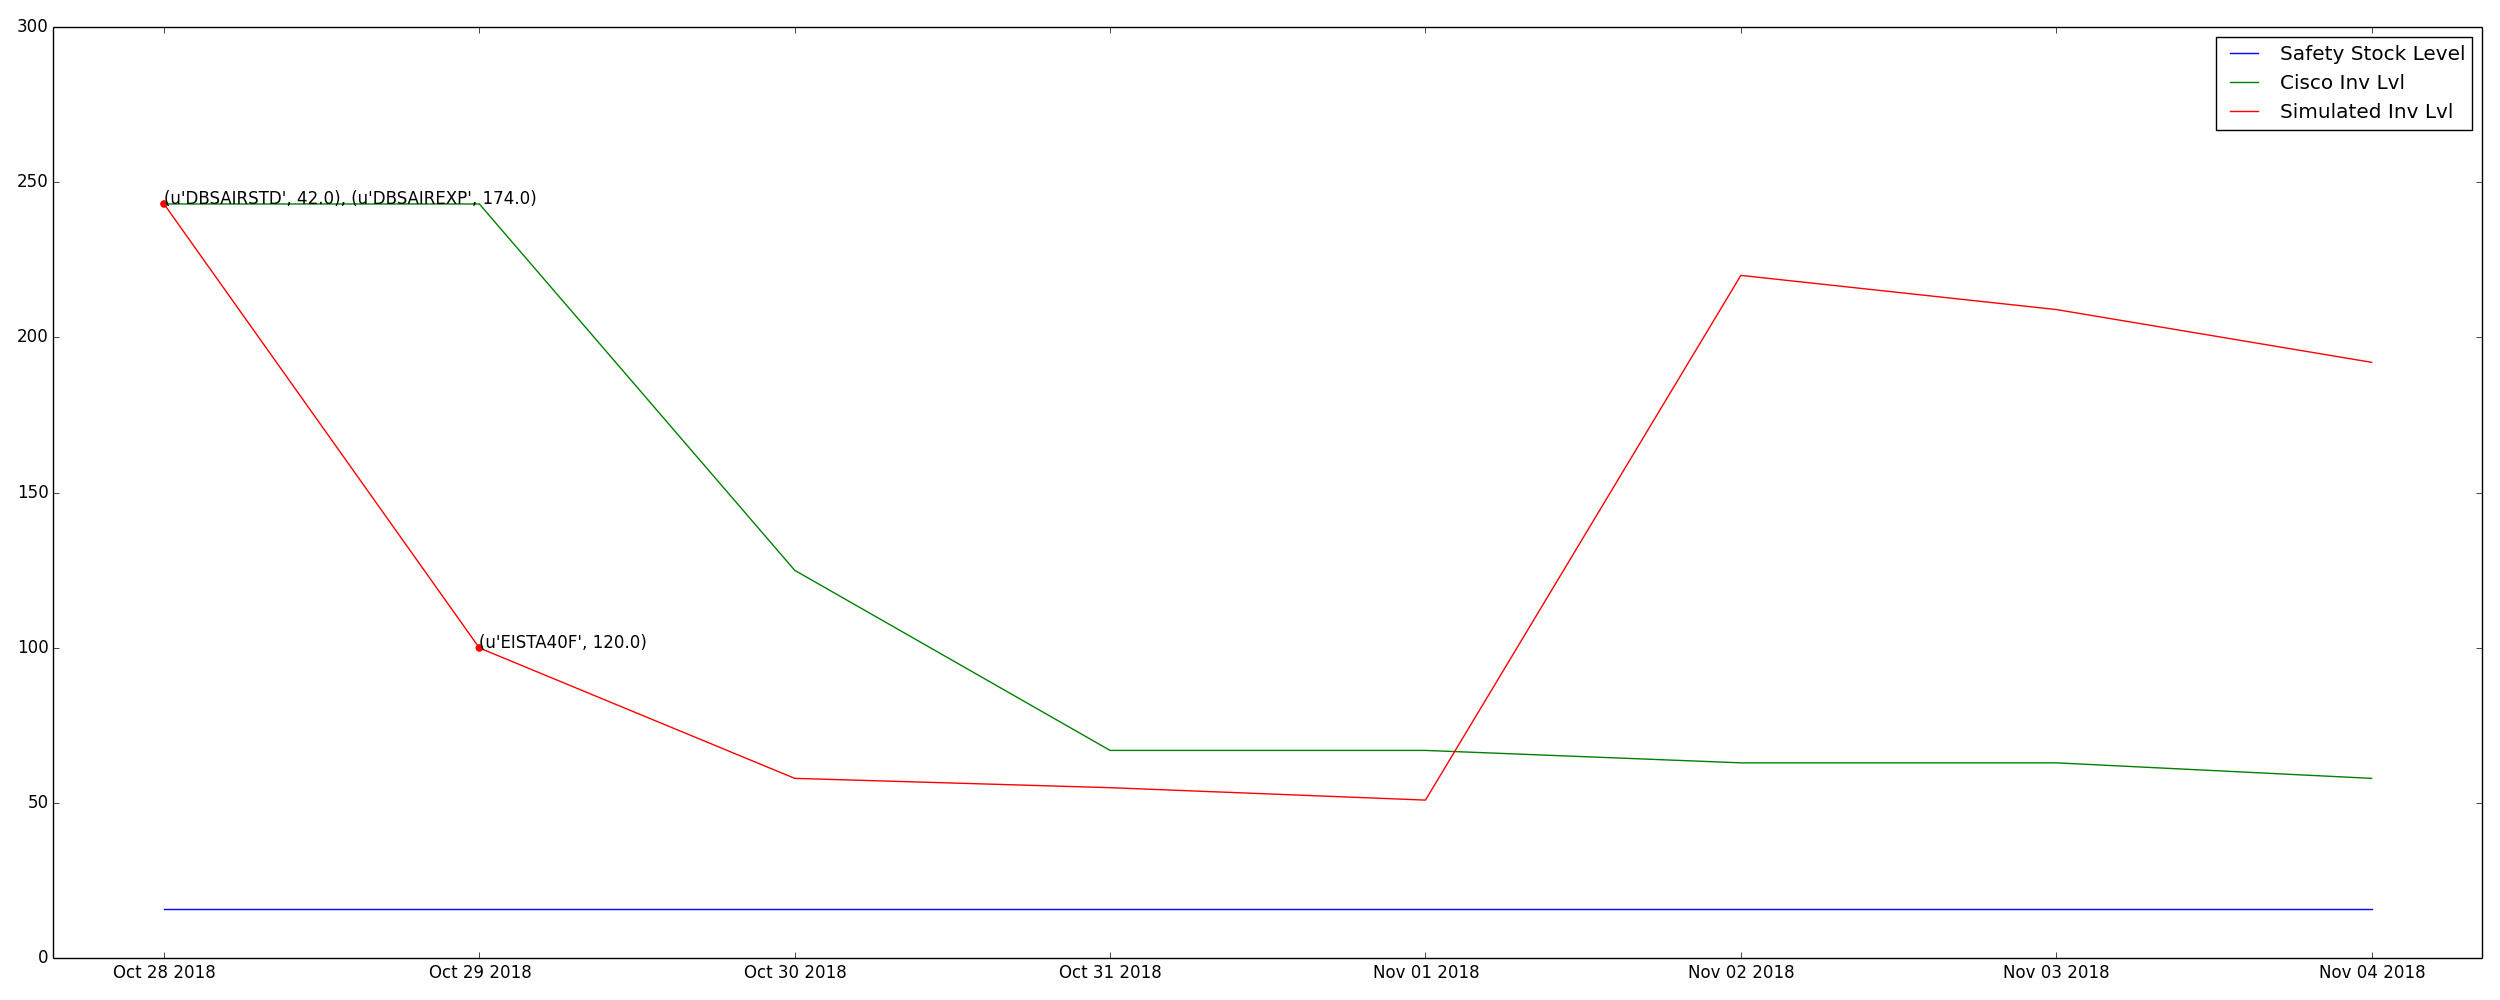 300
250
200
150
100
50
0
Safety Stock Level
Cisco Inv Lvl
Simulated Inv Lvl
(u'DBSAIRSTD', 42.0), (u'DBSAIREXP', 174.0)
(u'EISTA40F', 120.0)
Oct 28 2018
Oct 29 2018
Oct 30 2018
Oct 31 2018
Nov 01 2018
Nov 02 2018
Nov 03 2018
Nov 04 2018